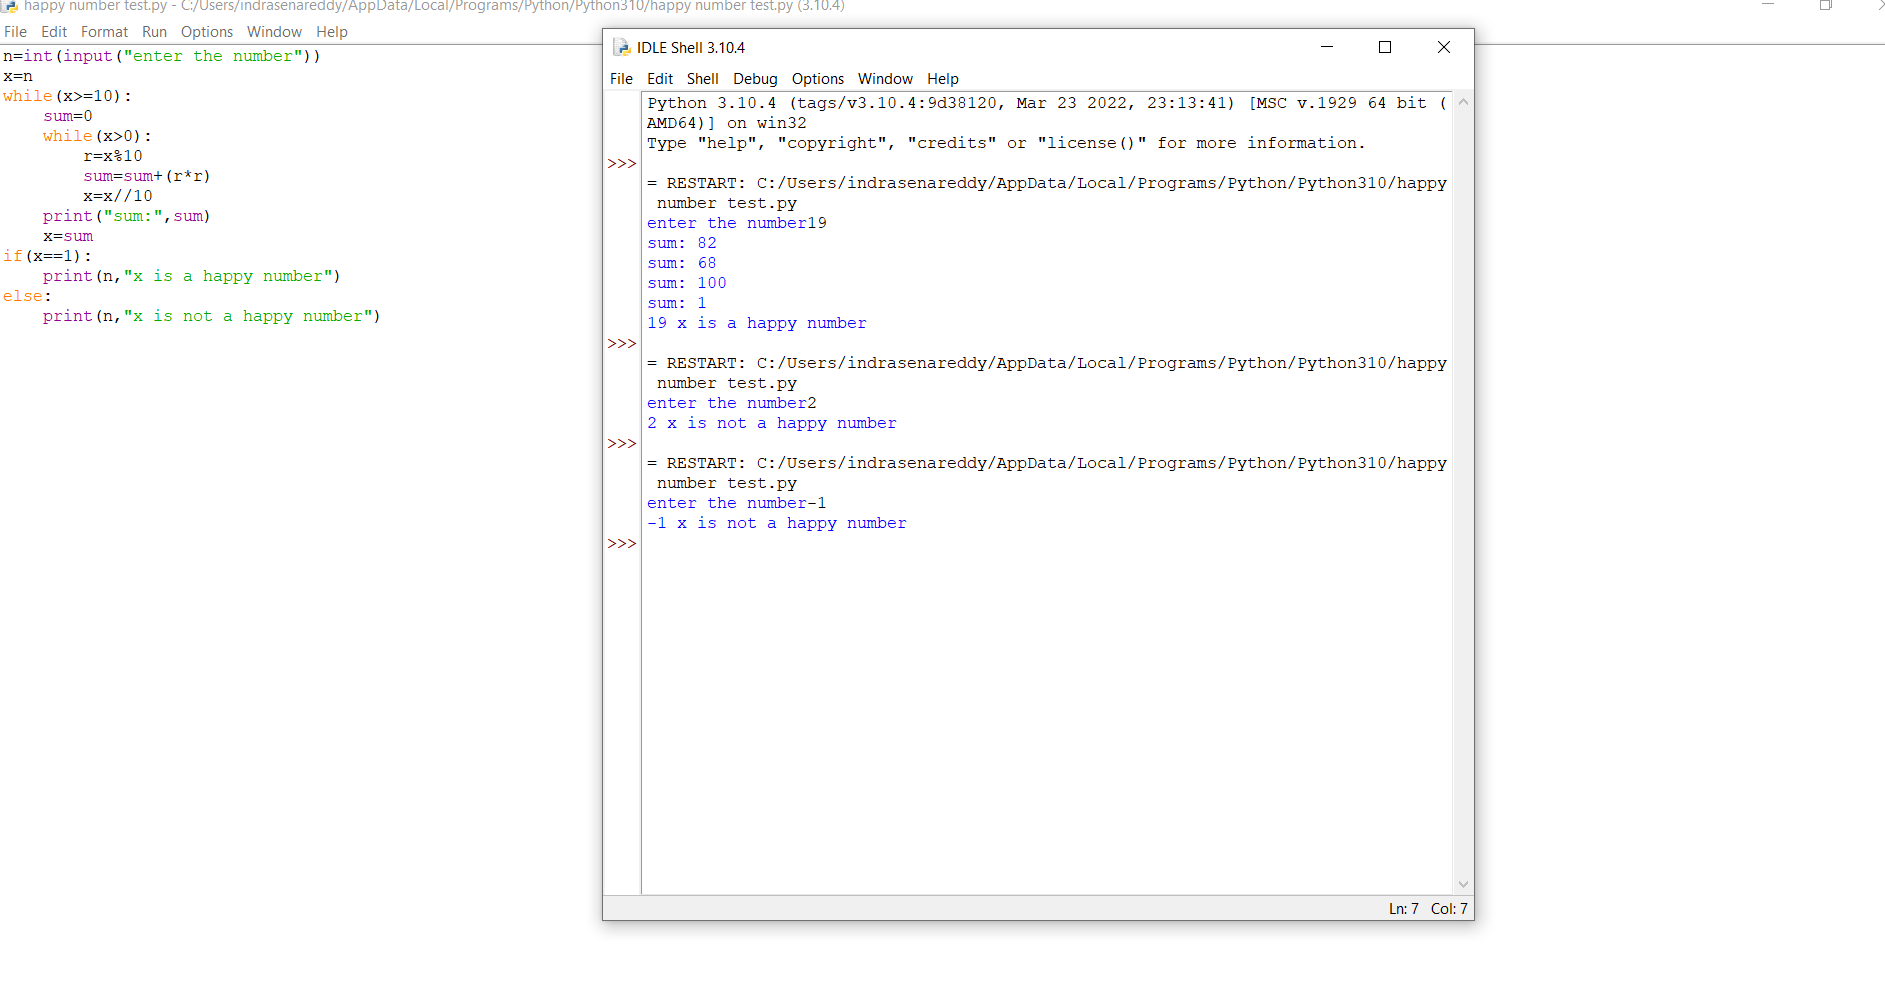 happy number test.py - C:/Users/indrasenareddy/AppData/Local/Programs/Python/Python310/happy number test.py (3.10.4)
File Edit Format Run Options Window Help
n=int(input("enter the number"))
x=n
while(x>=10):
    sum=0
    while(x>0):
        r=x%10
        sum=sum+(r*r)
        x=x//10
    print("sum:",sum)
    x=sum
if(x==1):
    print(n,"x is a happy number")
else:
    print(n,"x is not a happy number")
IDLE Shell 3.10.4
File Edit Shell Debug Options Window Help
Python 3.10.4 (tags/v3.10.4:9d38120, Mar 23 2022, 23:13:41) [MSC v.1929 64 bit (
AMD64)] on win32
Type "help", "copyright", "credits" or "license()" for more information.
>>>
= RESTART: C:/Users/indrasenareddy/AppData/Local/Programs/Python/Python310/happy
 number test.py
enter the number19
sum: 82
sum: 68
sum: 100
sum: 1
19 x is a happy number
>>>
= RESTART: C:/Users/indrasenareddy/AppData/Local/Programs/Python/Python310/happy
 number test.py
enter the number2
2 x is not a happy number
>>>
= RESTART: C:/Users/indrasenareddy/AppData/Local/Programs/Python/Python310/happy
 number test.py
enter the number-1
-1 x is not a happy number
>>>
Ln: 7 Col: 7